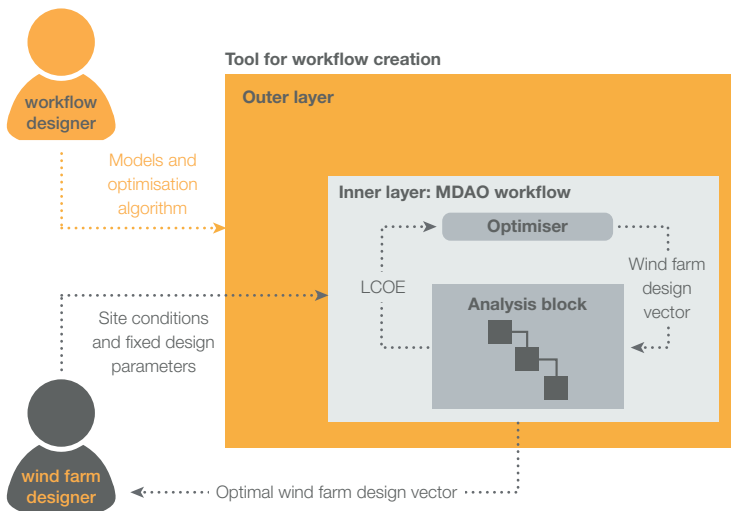 Tool for workflow creation
Outer layer
workflow
designer
Models and
optimisation
algorithm
Inner layer: MDAO workflow
Optimiser
LCOE
Wind farm
design
vector
Analysis block
Site conditions
and fixed design
parameters
wind farm
designer
Optimal wind farm design vector